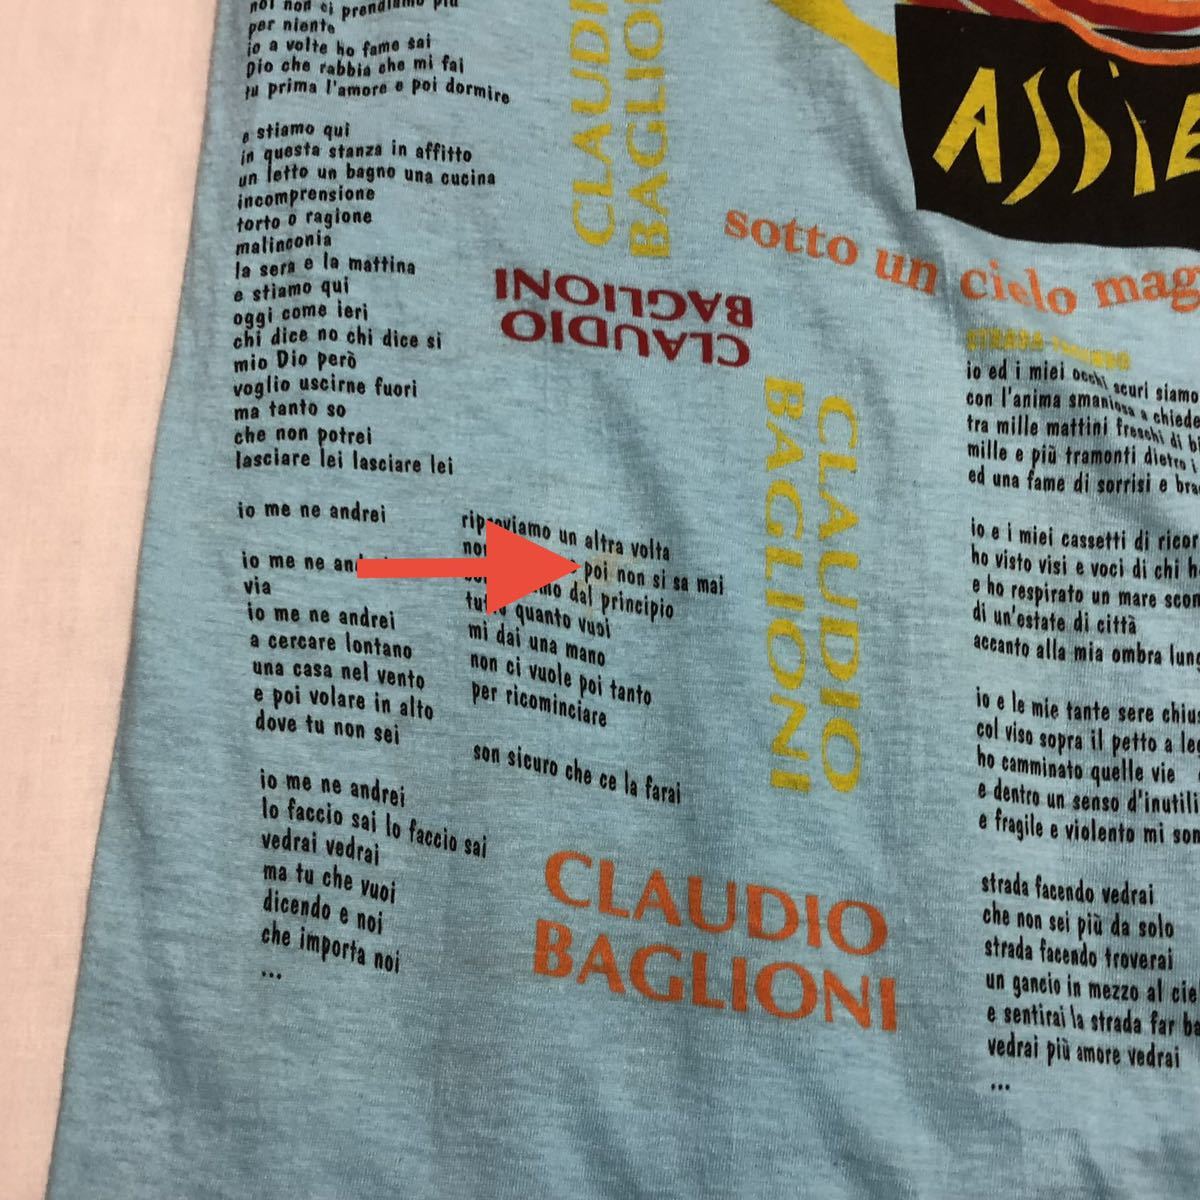 noi non ci prendiamo più
per niente
io a volte ho fame sai
Dio che rabbia che mi fai
tu prima l'amore e poi dormire
e stiamo qui
in questa stanza in affitto
un letto un bagno una cucina
incomprensione
torto o ragione
malinconia
la sera e la mattina
e stiamo qui
oggi come ieri
chi dice no chi dice si
mio Dio però
voglio uscirne fuori
ma tanto so
che non potrei
lasciare lei lasciare lei
io me ne andrei
io me ne
via
io me ne andrei
a cercare lontano
una casa nel vento
e poi volare in alto
dove tu non sei
io me ne andrei
lo faccio sai lo faccio sai
vedrai vedrai
ma tu che vuoi
dicendo e noi
che importa noi
...
riproviamo un altra volta
poi non si sa mai
dal principio
quanto vuoi
mi dai una mano
non ci vuole poi tanto
per ricominciare
son sicuro che ce la farai
CLAUDI
BAGLION
CLAUDIO
BAGLIONI
CLAUDIO
BAGLIONI
CLAUDIO
BAGLIONI
ASSIE
sotto un cielo mag
STRADA FACENDO
io ed i miei occhi scuri siamo
con l'anima smaniosa a chiede
tra mille mattini freschi di bi
mille e più tramonti dietro i
ed una fame di sorrisi e bra
io e i miei cassetti di ricor
ho visto visi e voci di chi h
e ho respirato un mare scon
di un'estate di città
accanto alla mia ombra lung
io e le mie tante sere chius
col viso sopra il petto a leg
ho camminato quelle vie
e dentro un senso d'inutili
e fragile e violento mi son
strada facendo vedrai
che non sei più da solo
strada facendo troverai
un gancio in mezzo al ciel
e sentirai la strada far ba
vedrai più amore vedrai
...